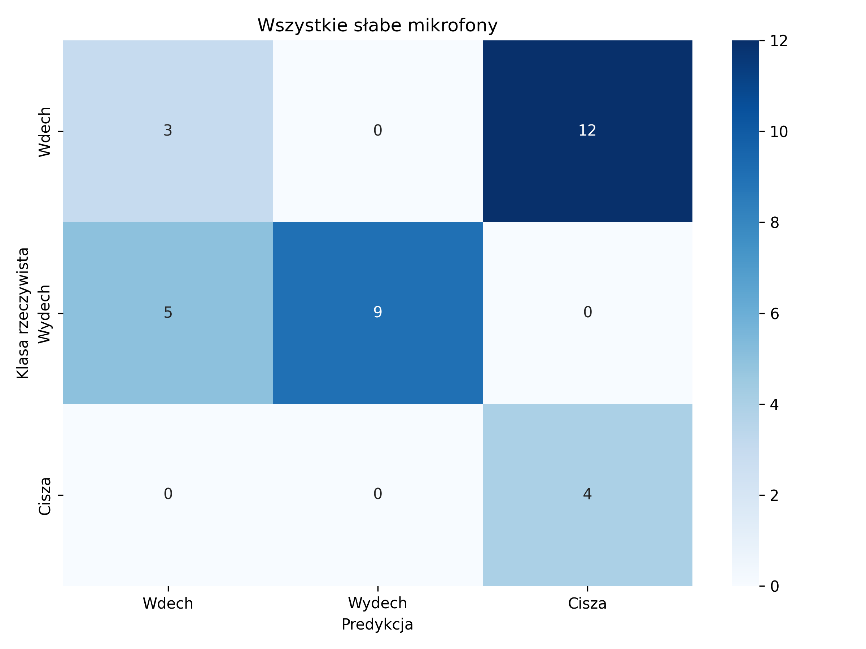 Wszystkie słabe mikrofony
Klasa rzeczywista
Wdech
3 0 12
Wydech
5 9 0
Cisza
0 0 4
Wdech Wydech Cisza
Predykcja
12
10
8
6
4
2
0